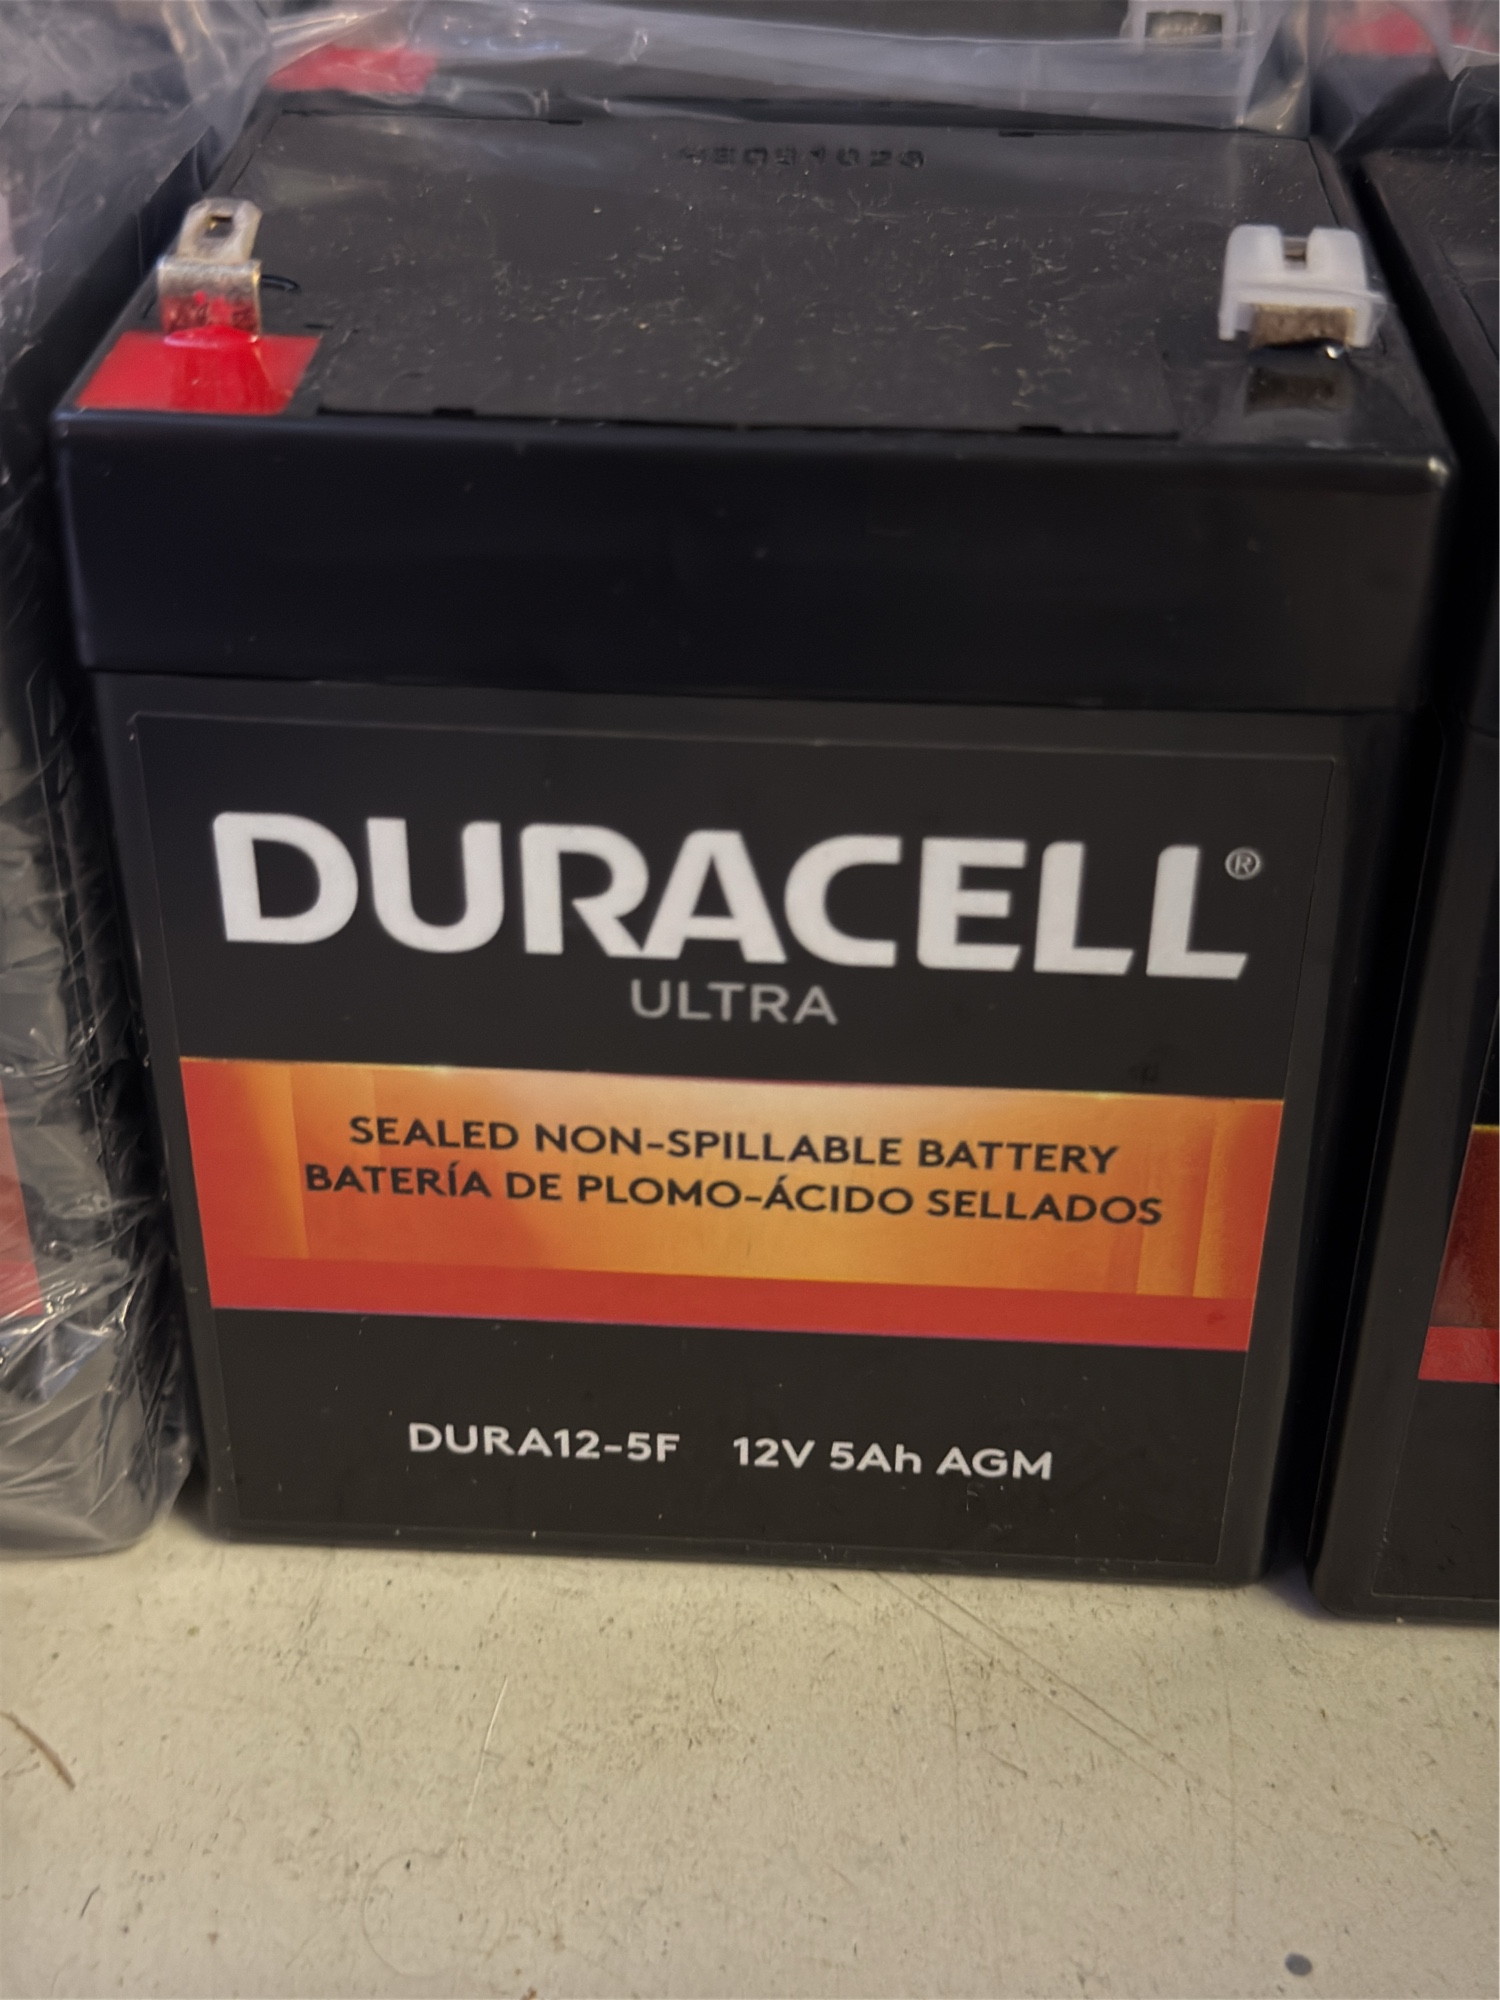 DURACELL®
ULTRA
SEALED NON-SPILLABLE BATTERY
BATERÍA DE PLOMO-ÁCIDO SELLADOS
DURA12-5F 12V 5Ah AGM